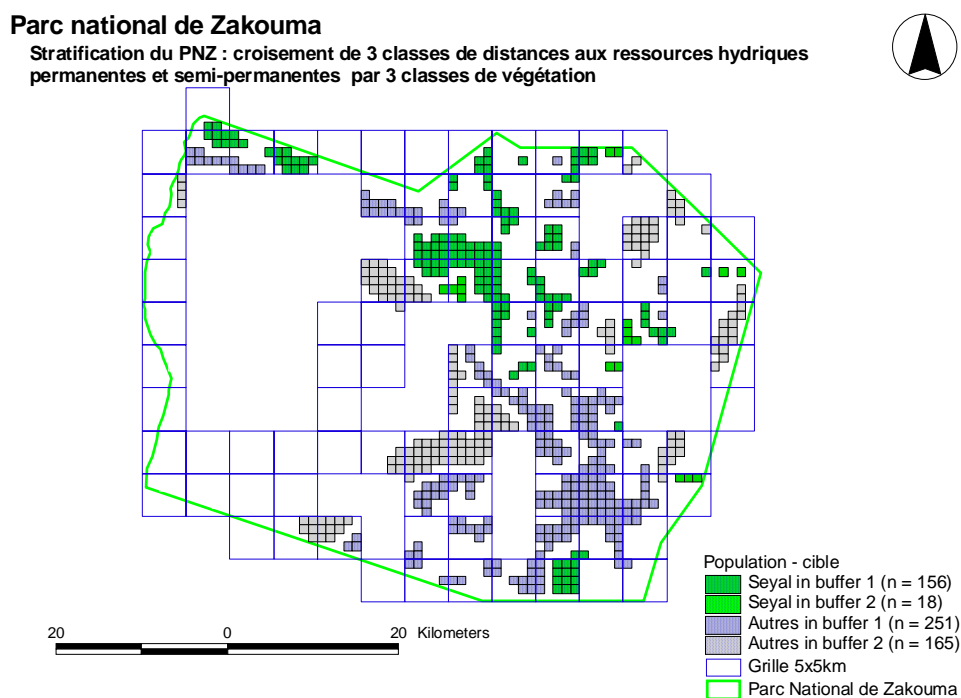 Parc national de Zakouma
Stratification du PNZ : croisement de 3 classes de distances aux ressources hydriques
permanentes et semi-permanentes par 3 classes de végétation
Population - cible
Seyal in buffer 1 (n = 156)
Seyal in buffer 2 (n = 18)
Autres in buffer 1 (n = 251)
Autres in buffer 2 (n = 165)
Grille 5x5km
Parc National de Zakouma
20 0 20 Kilometers